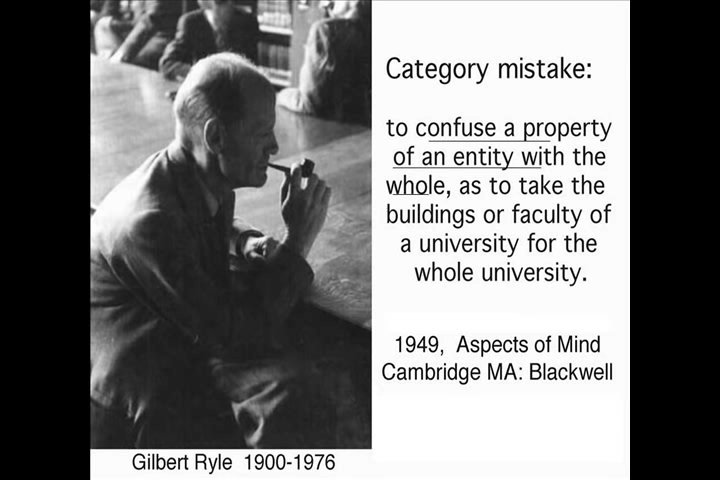 Category mistake:
to confuse a property
of an entity with the
whole, as to take the
buildings or faculty of
a university for the
whole university.
1949, Aspects of Mind
Cambridge MA: Blackwell
Gilbert Ryle 1900-1976